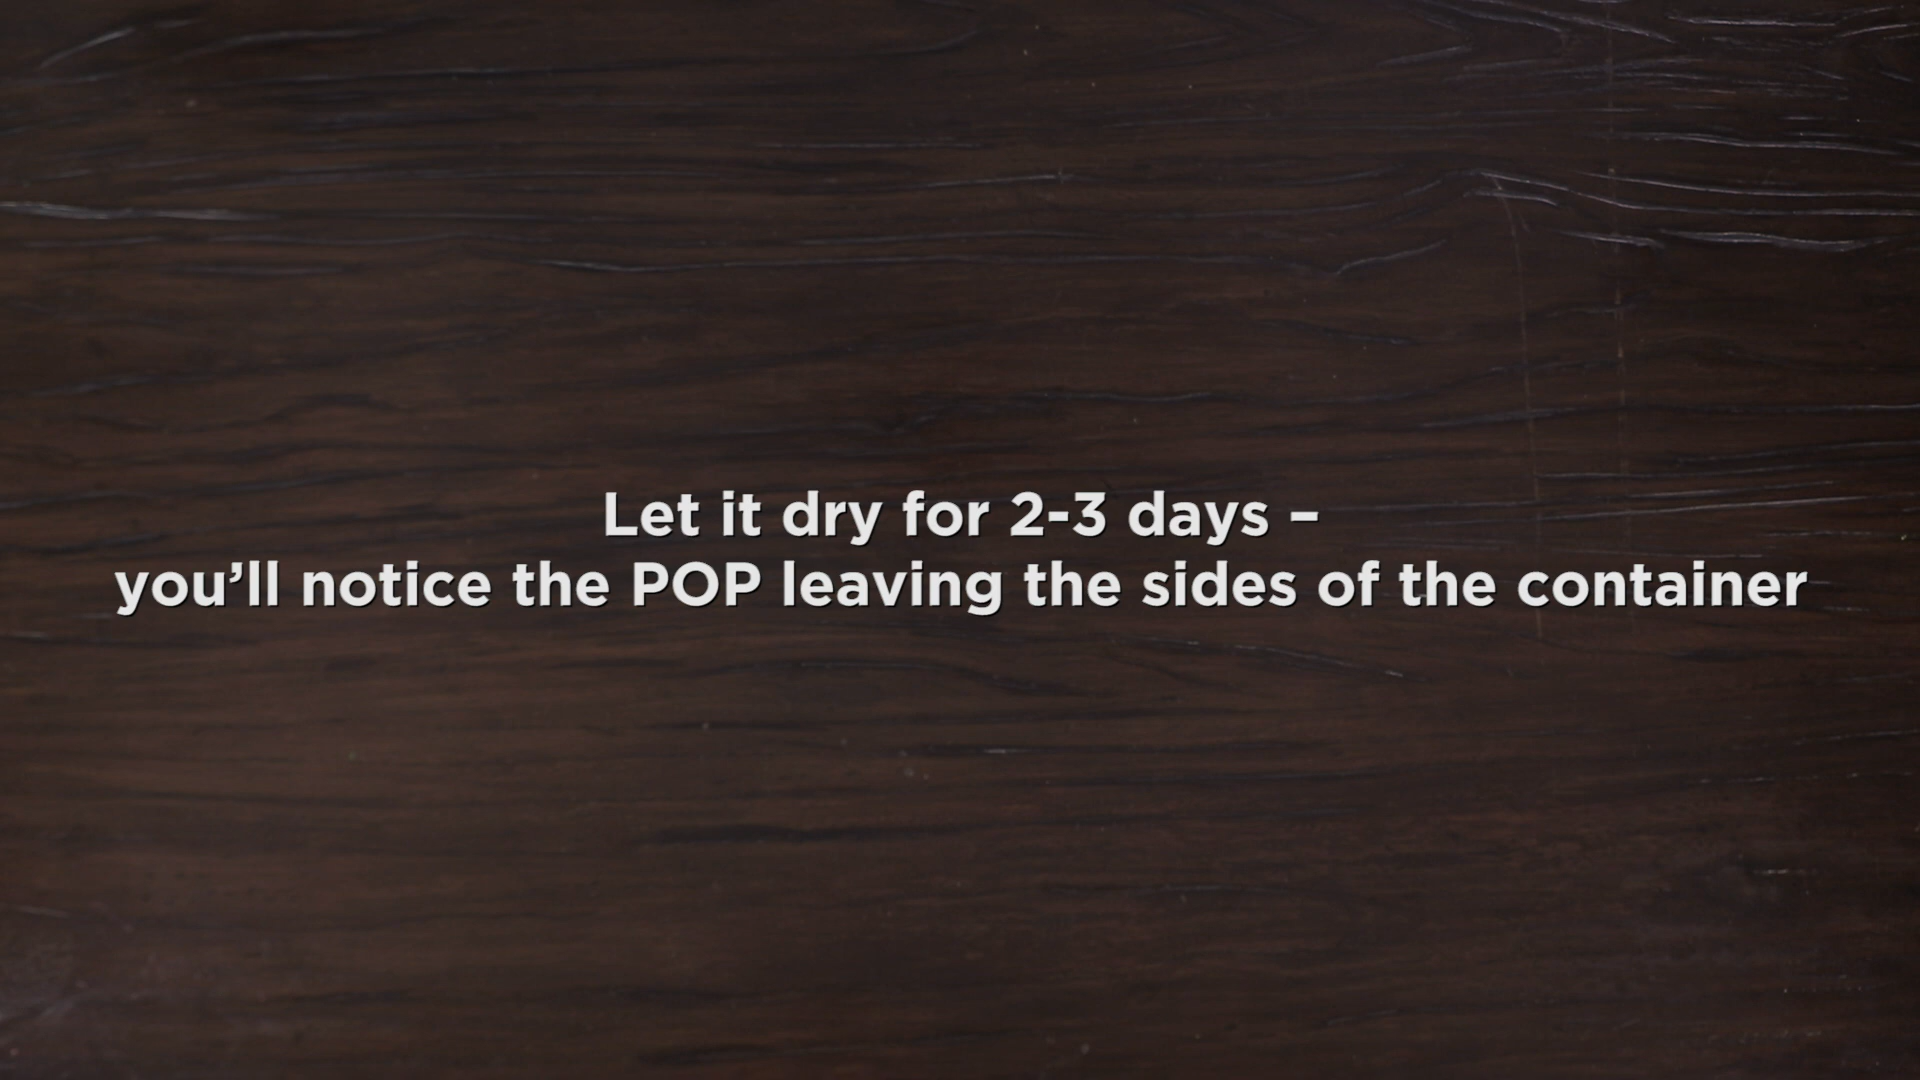 Let it dry for 2-3 days –
you’ll notice the POP leaving the sides of the container